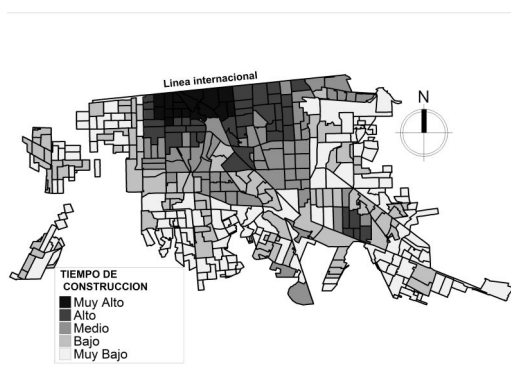 Linea internacional
N
TIEMPO DE
CONSTRUCCION
Muy Alto
Alto
Medio
Bajo
Muy Bajo